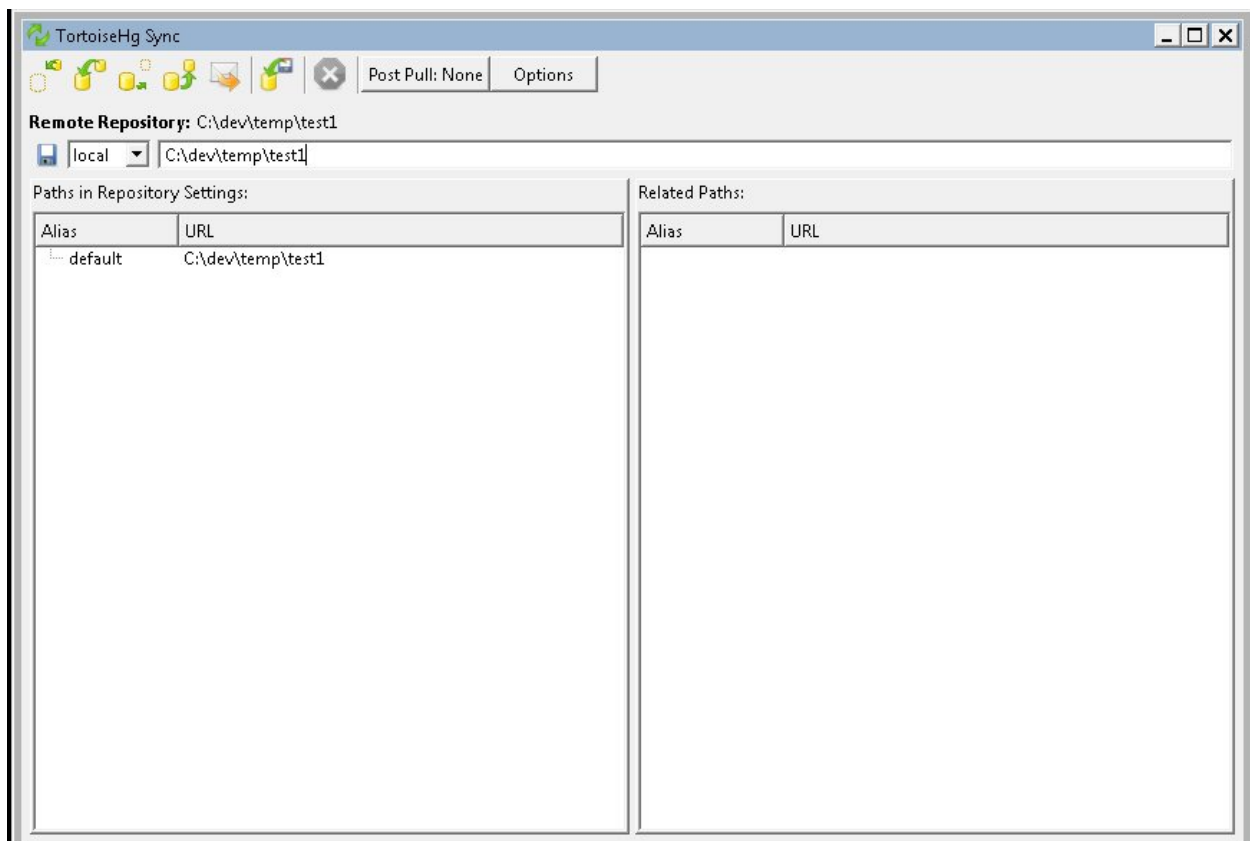 TortoiseHg Sync
Post Pull: None Options
Remote Repository: C:\dev\temp\test1
local C:\dev\temp\test1
Paths in Repository Settings: Related Paths:
Alias URL Alias URL
default C:\dev\temp\test1